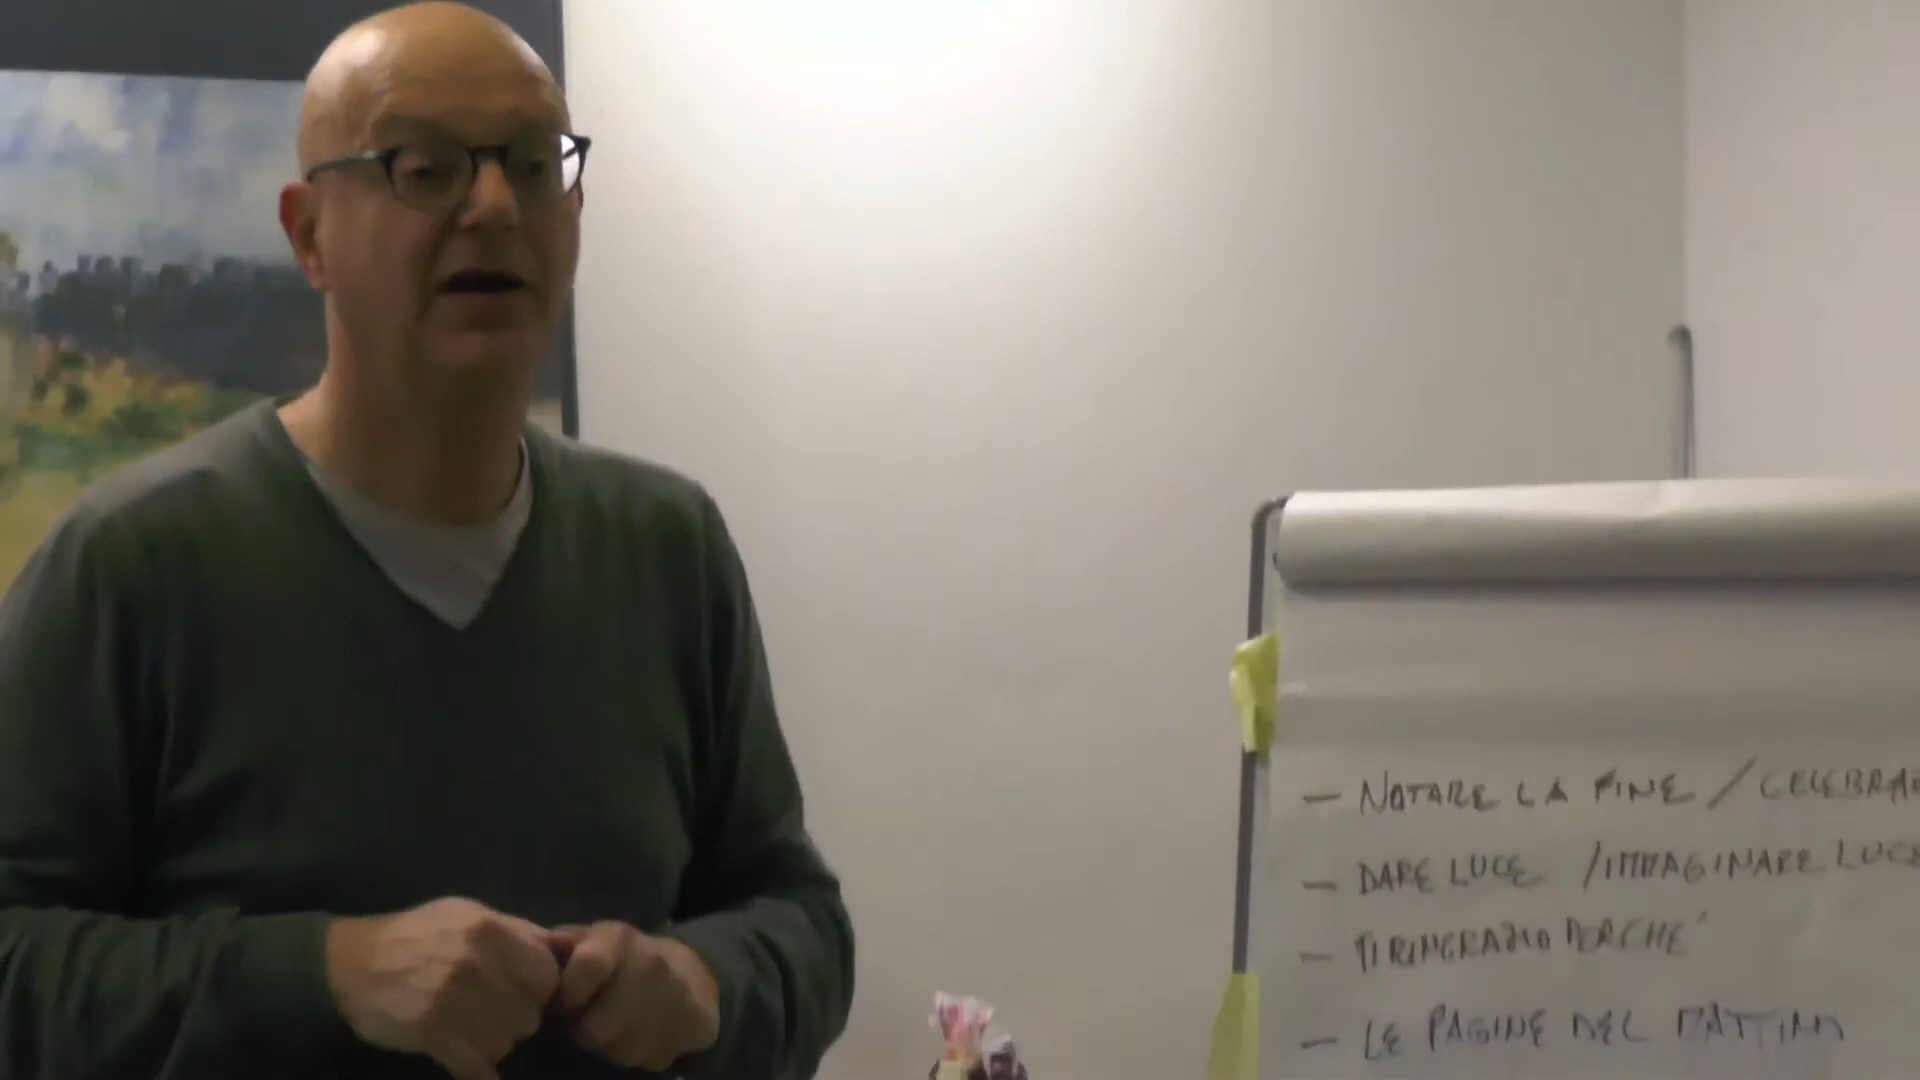 — NOTARE LA FINE / CELEBRA
— DARE LUCE / IMMAGINARE LUCE
— TI RINGRAZIO PERCHE'
— LE PAGINE DEL MATTINO